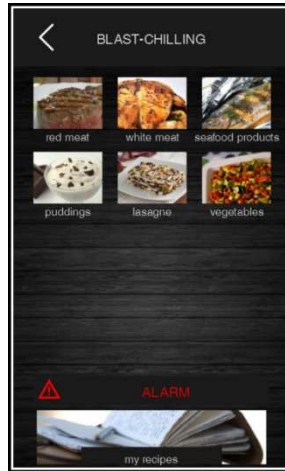 BLAST-CHILLING
red meat white meat seafood products
puddings lasagne vegetables
ALARM
my recipes